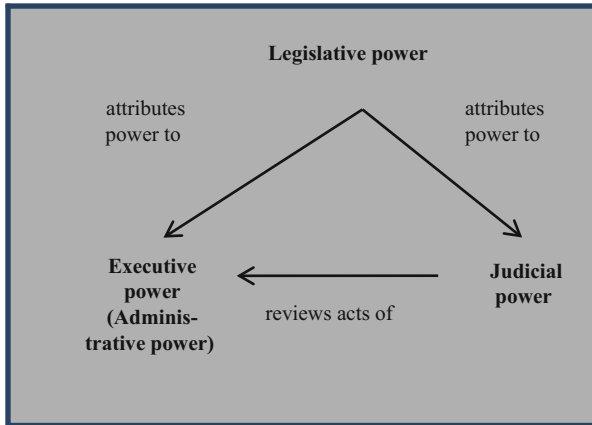 Legislative power
attributes
power to
attributes
power to
Executive
power
(Adminis-
trative power)
Judicial
power
reviews acts of